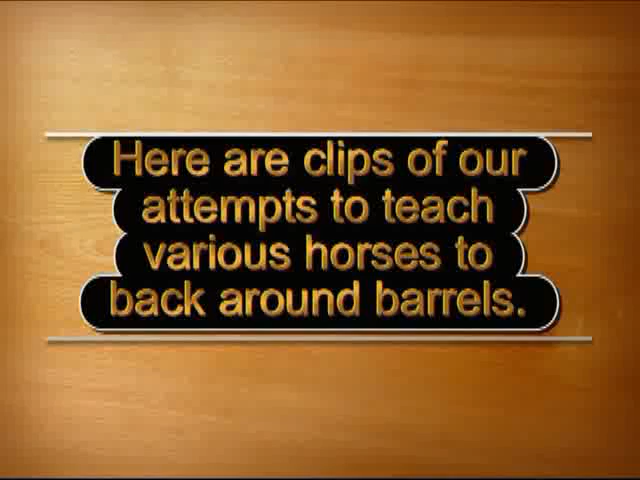 Here are clips of our
attempts to teach
various horses to
back around barrels.